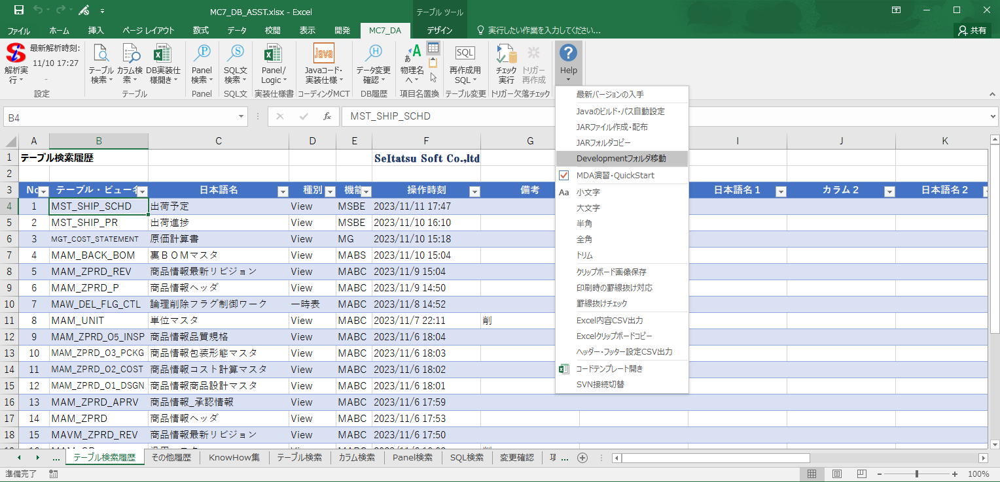 MC7_DB_ASST.xlsx - Excel
テーブル ツール
ファイル ホーム 挿入 ページ レイアウト 数式 データ 校閲 表示 開発 MC7_DA デザイン 実行したい作業を入力してください... 共有
最新解析時刻:
11/10 17:27
-
解析実行
設定
テーブル検索 カラム検索 DB実装仕様開き
テーブル
Panel検索
Panel
SQL文検索
SQL文
Panel/Logic
実装仕様書
Java
Javaコード・実装仕様
コーディングMCT
データ変更確認
DB履歴
物理名へ
項目名置換
SQL
再作成用SQL
テーブル変更
チェック実行 トリガー再作成
トリガ欠落チェック
Help
B4 fx MST_SHIP_SCHD
A B C D E F G I J K
1 テーブル検索履歴 SeItatsu Soft Co.,ltd
2
3 No テーブル・ビュー名 日本語名 種別 機能 操作時刻 備考 日本語名１ カラム２ 日本語名２
4 1 MST_SHIP_SCHD 出荷予定 View MSBE 2023/11/11 17:47
5 2 MST_SHIP_PR 出荷進捗 View MSBE 2023/11/10 16:10
6 3 MGT_COST_STATEMENT 原価計算書 View MG 2023/11/10 15:18
7 4 MAM_BACK_BOM 裏ＢＯＭマスタ View MABS 2023/11/10 15:04
8 5 MAM_ZPRD_REV 商品情報最新リビジョン View MABC 2023/11/9 15:04
9 6 MAM_ZPRD_P 商品情報ヘッダ View MABC 2023/11/9 14:50
10 7 MAW_DEL_FLG_CTL 論理削除フラグ制御ワーク 一時表 MABC 2023/11/8 14:52
11 8 MAM_UNIT 単位マスタ View MABC 2023/11/7 22:11 削
12 9 MAM_ZPRD_O5_INSP 商品情報品質規格 View MABC 2023/11/6 18:04
13 10 MAM_ZPRD_O3_PCKG 商品情報包装形態マスタ View MABC 2023/11/6 18:03
14 11 MAM_ZPRD_O2_COST 商品情報コスト計算マスタ View MABC 2023/11/6 18:02
15 12 MAM_ZPRD_O1_DSGN 商品情報商品設計マスタ View MABC 2023/11/6 18:01
16 13 MAM_ZPRD_APRV 商品情報_承認情報 View MABC 2023/11/6 17:59
17 14 MAM_ZPRD 商品情報ヘッダ View MABC 2023/11/6 17:53
18 15 MAVM_ZPRD_REV 商品情報最新リビジョン View MABC 2023/11/6 17:50
最新バージョンの入手
Javaのビルド・パス自動設定
JARファイル作成・配布
JARフォルダコピー
Developmentフォルダ移動
MDA演習・QuickStart
Aa 小文字
大文字
半角
全角
トリム
クリップボード画像保存
印刷時の罫線抜け対応
罫線抜けチェック
Excel内容CSV出力
Excelクリップボードコピー
ヘッダー・フッター設定CSV出力
コードテンプレート開き
SVN接続切替
... テーブル検索履歴 その他履歴 KnowHow集 テーブル検索 カラム検索 Panel検索 SQL検索 変更確認 項 ...
準備完了 100%